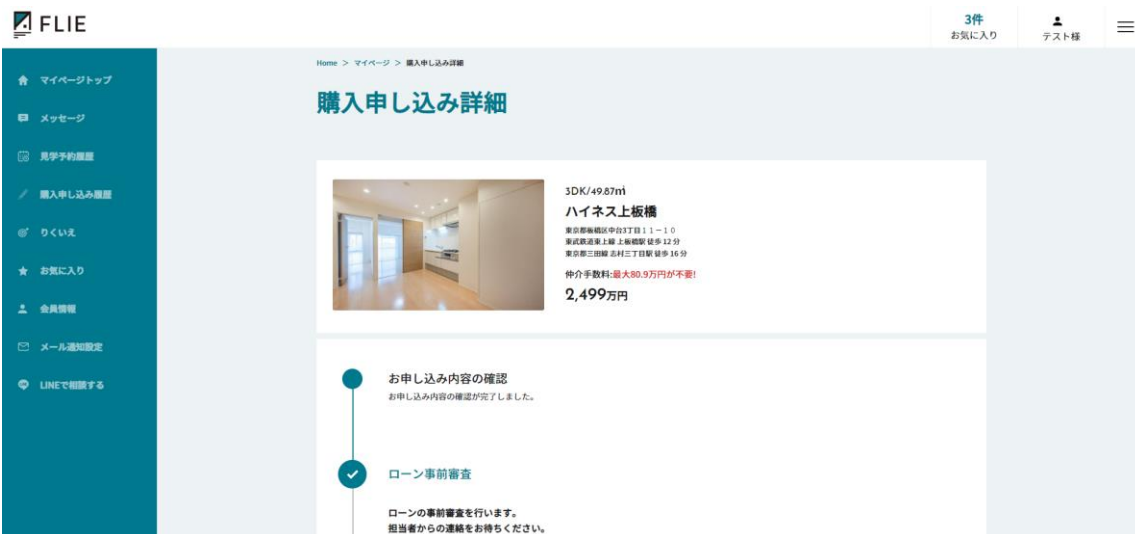 FLIE
3件
お気に入り
テスト様
マイページトップ
メッセージ
見学予約履歴
購入申し込み履歴
りくいえ
お気に入り
会員情報
メール通知設定
LINEで相談する
Home > マイページ > 購入申し込み詳細
購入申し込み詳細
3DK/49.87㎡
ハイネス上板橋
東京都板橋区中台3丁目11−10
東武鉄道東上線 上板橋駅 徒歩 12 分
東京都三田線 志村三丁目駅 徒歩 16 分
仲介手数料:最大80.9万円が不要!
2,499万円
お申し込み内容の確認
お申し込み内容の確認が完了しました。
ローン事前審査
ローンの事前審査を行います。
担当者からの連絡をお待ちください。